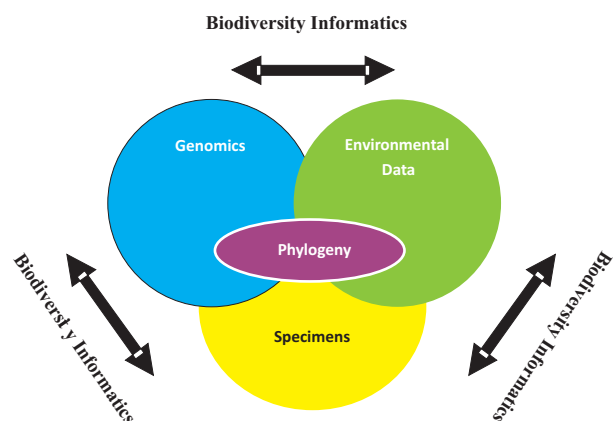 Biodiversity Informatics
Genomics
Environmental
Data
Phylogeny
Specimens
Biodiverst y Informatics
Biodiversity Informatics